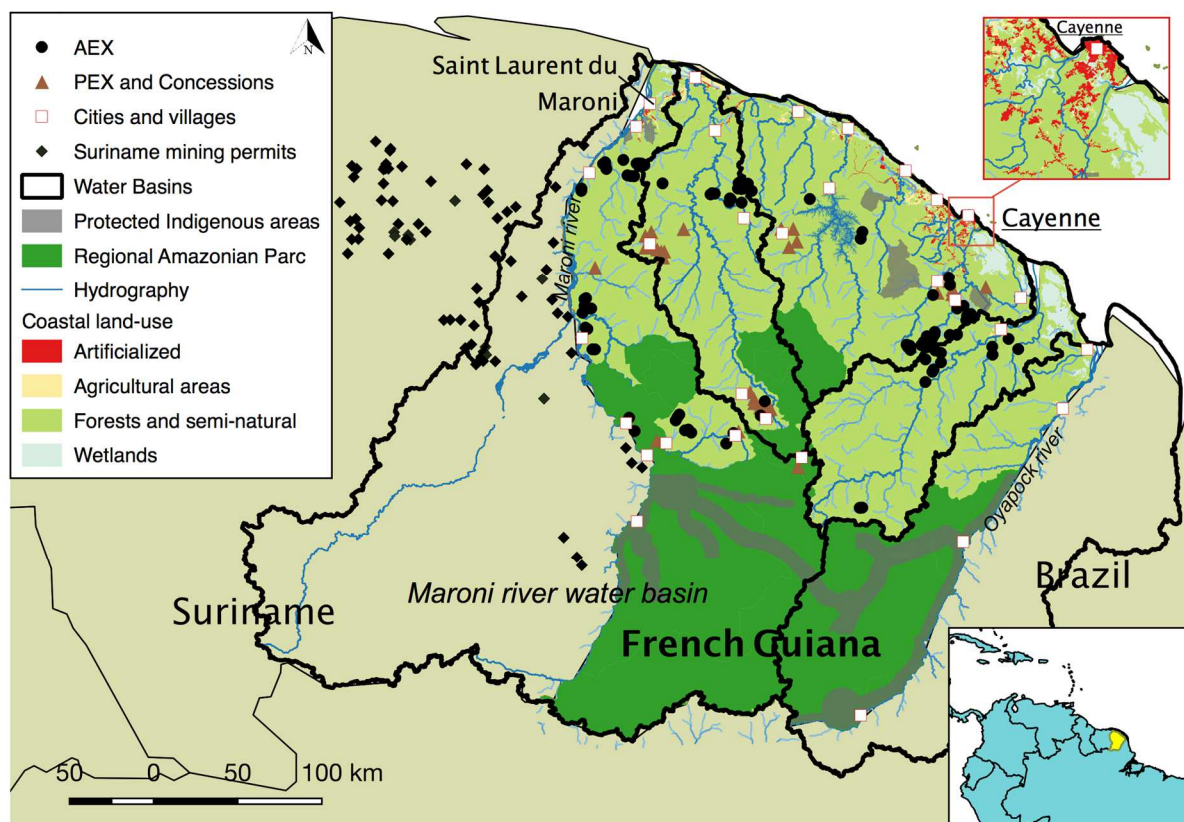 AEX
PEX and Concessions
Cities and villages
Suriname mining permits
Water Basins
Protected Indigenous areas
Regional Amazonian Parc
Hydrography
Coastal land-use
Artificialized
Agricultural areas
Forests and semi-natural
Wetlands
N
Saint Laurent du
Maroni
Cayenne
Cayenne
Maroni river
Oyapock river
Maroni river water basin
Suriname
French Guiana
Brazil
50 0 50 100 km